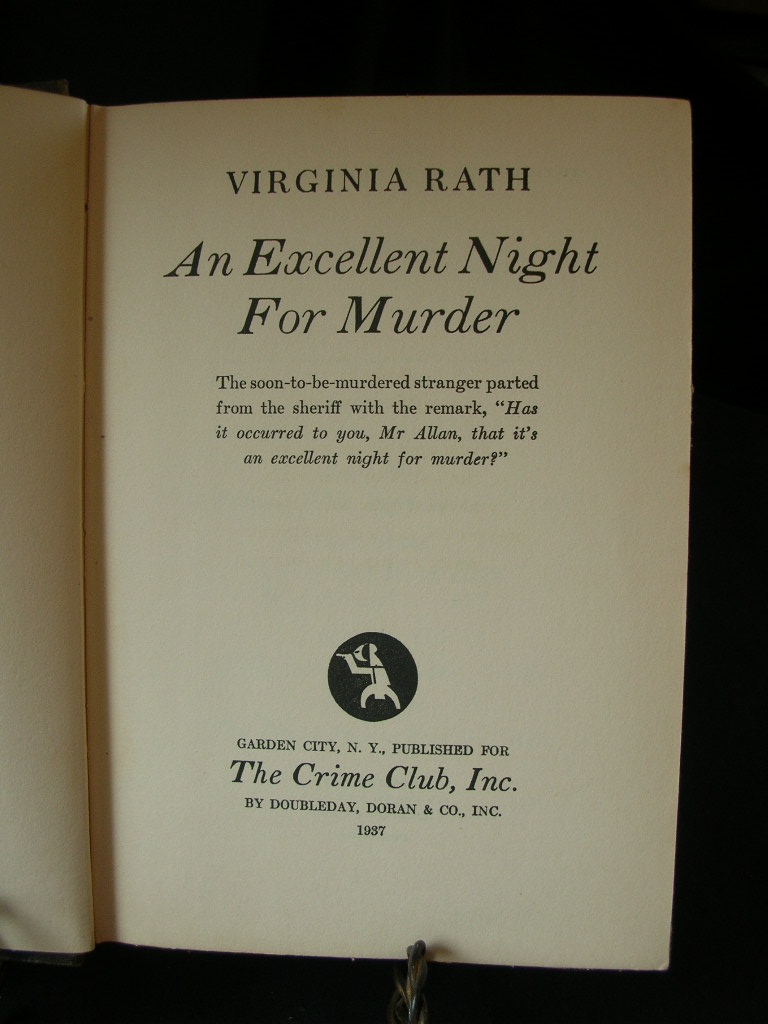 VIRGINIA RATH
An Excellent Night
For Murder
The soon-to-be-murdered stranger parted
from the sheriff with the remark, “Has
it occurred to you, Mr Allan, that it's
an excellent night for murder?”
GARDEN CITY, N. Y., PUBLISHED FOR
The Crime Club, Inc.
BY DOUBLEDAY, DORAN & CO., INC.
1937